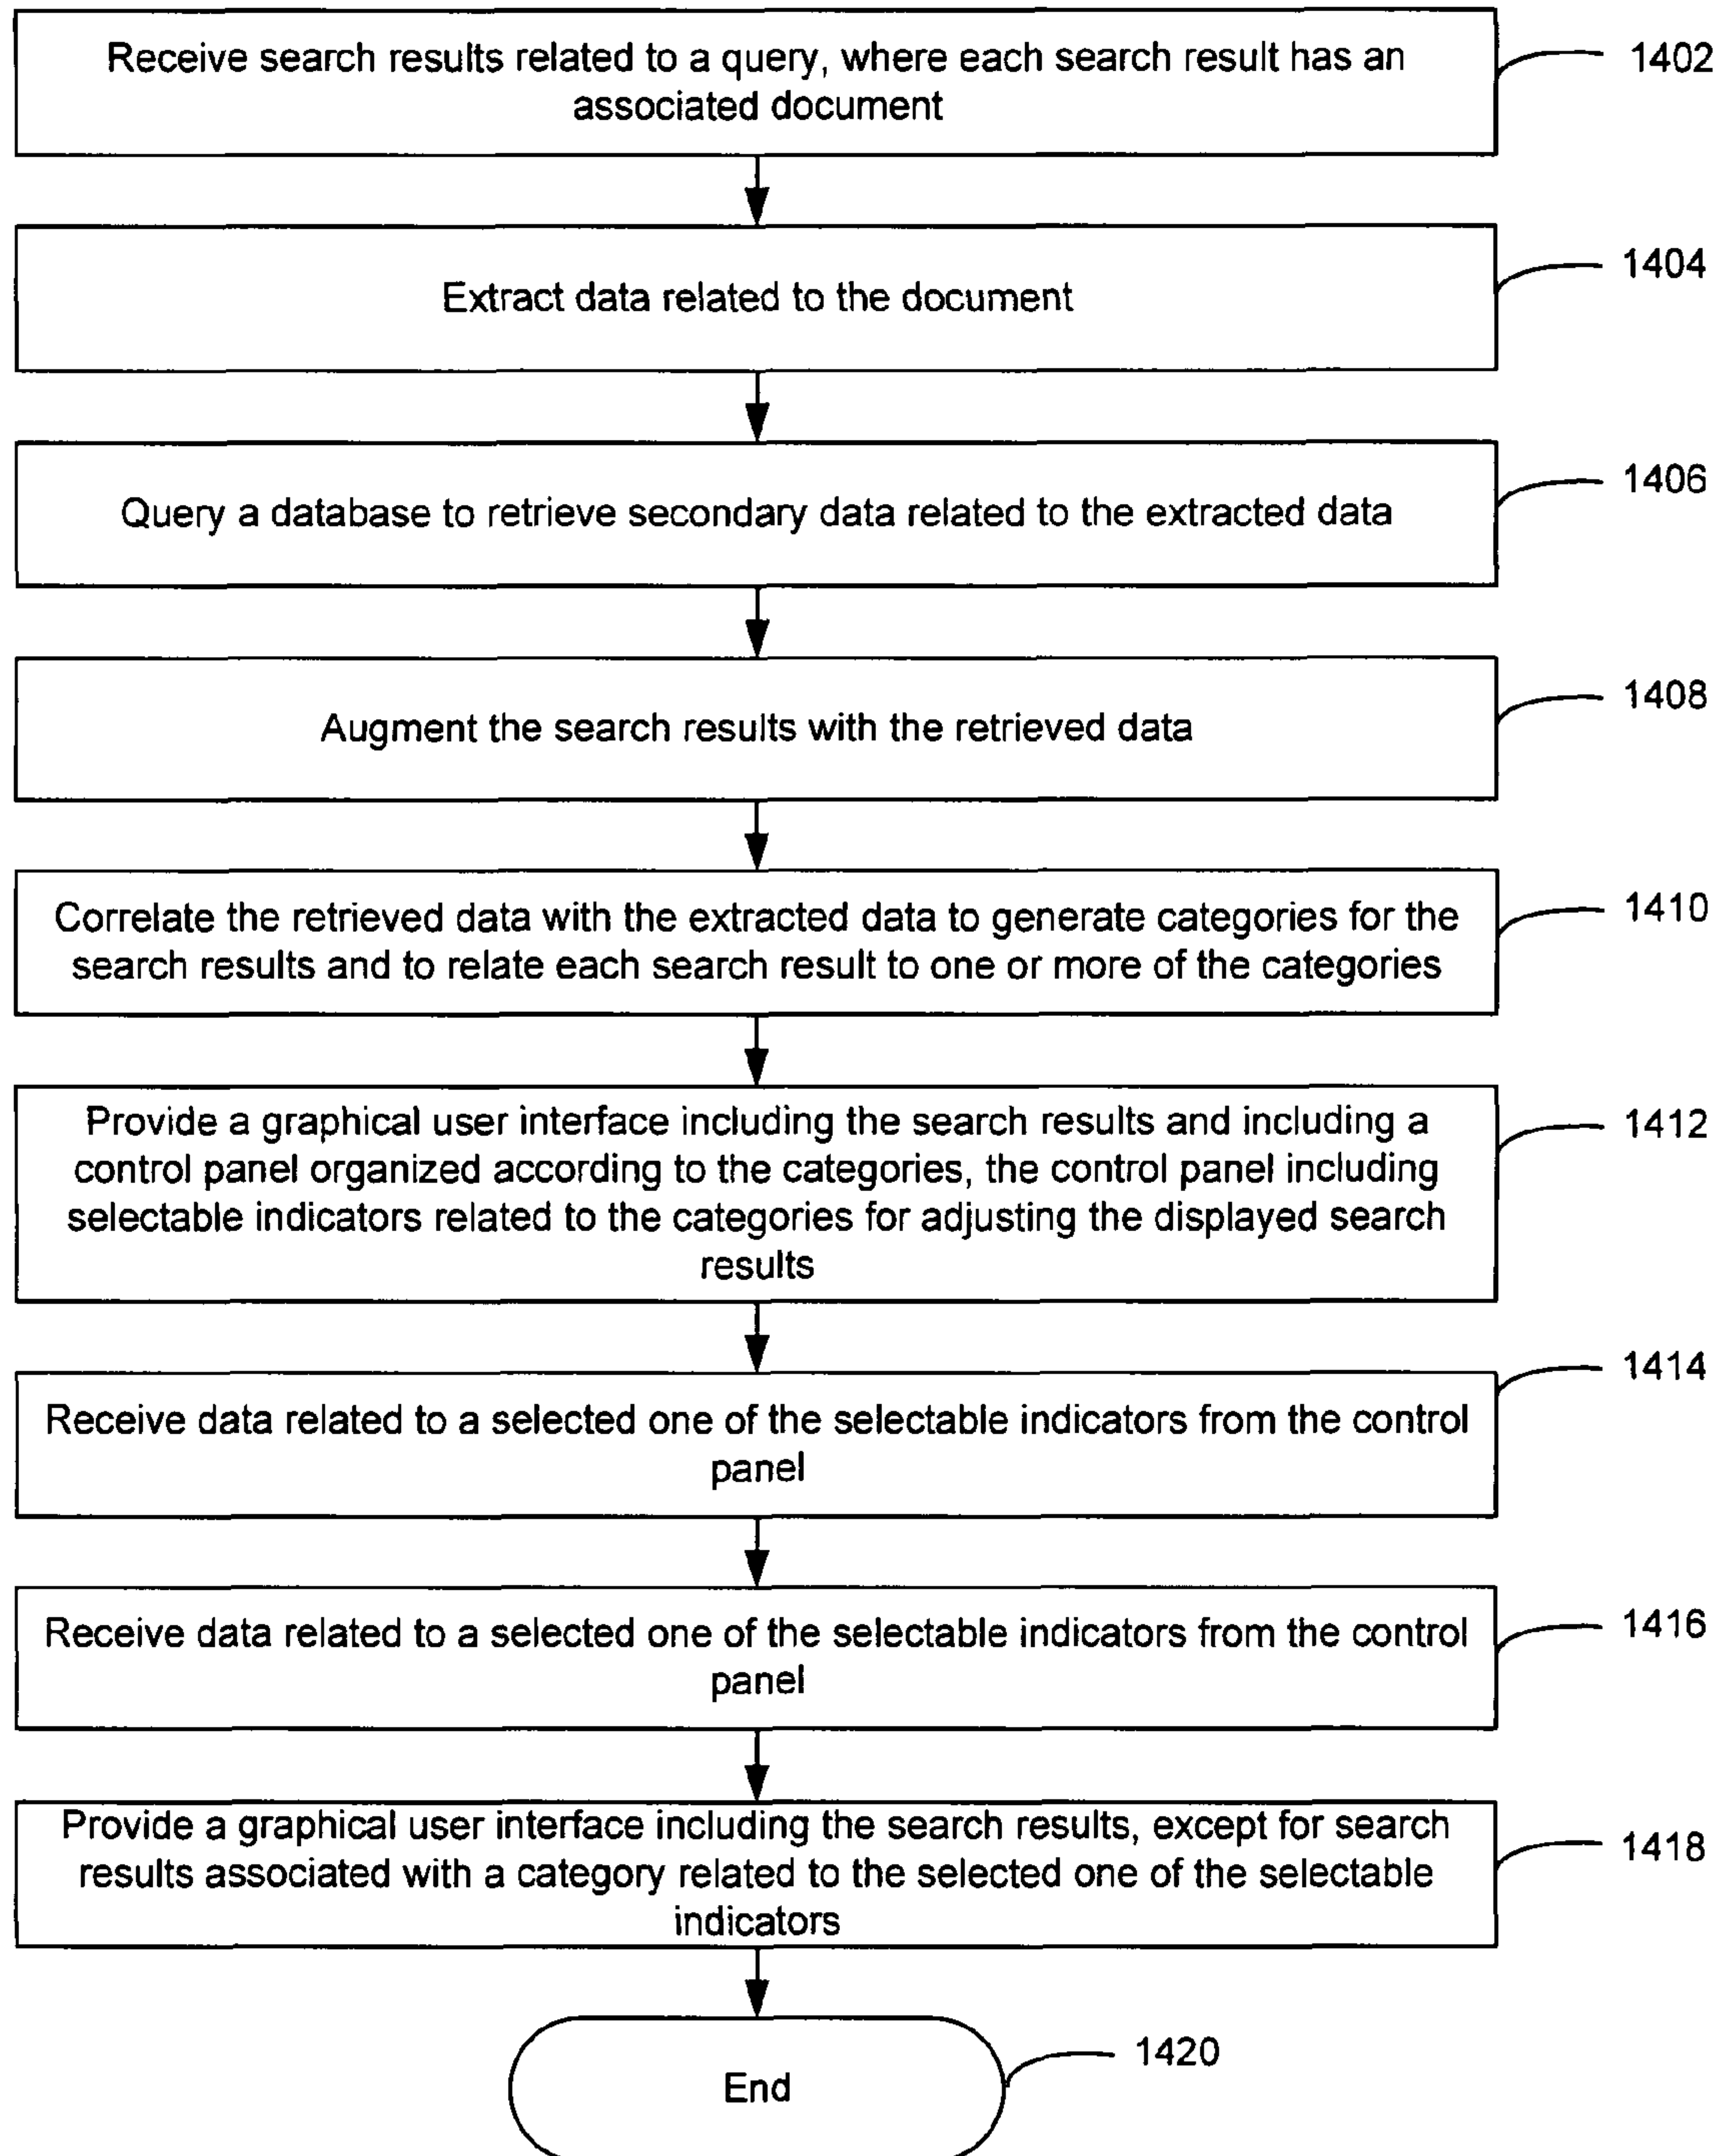 Receive search results related to a query, where each search result has an
associated document
1402
Extract data related to the document
1404
Query a database to retrieve secondary data related to the extracted data
1406
Augment the search results with the retrieved data
1408
Correlate the retrieved data with the extracted data to generate categories for the
search results and to relate each search result to one or more of the categories
1410
Provide a graphical user interface including the search results and including a
control panel organized according to the categories, the control panel including
selectable indicators related to the categories for adjusting the displayed search
results
1412
Receive data related to a selected one of the selectable indicators from the control
panel
1414
Receive data related to a selected one of the selectable indicators from the control
panel
1416
Provide a graphical user interface including the search results, except for search
results associated with a category related to the selected one of the selectable
indicators
1418
End
1420